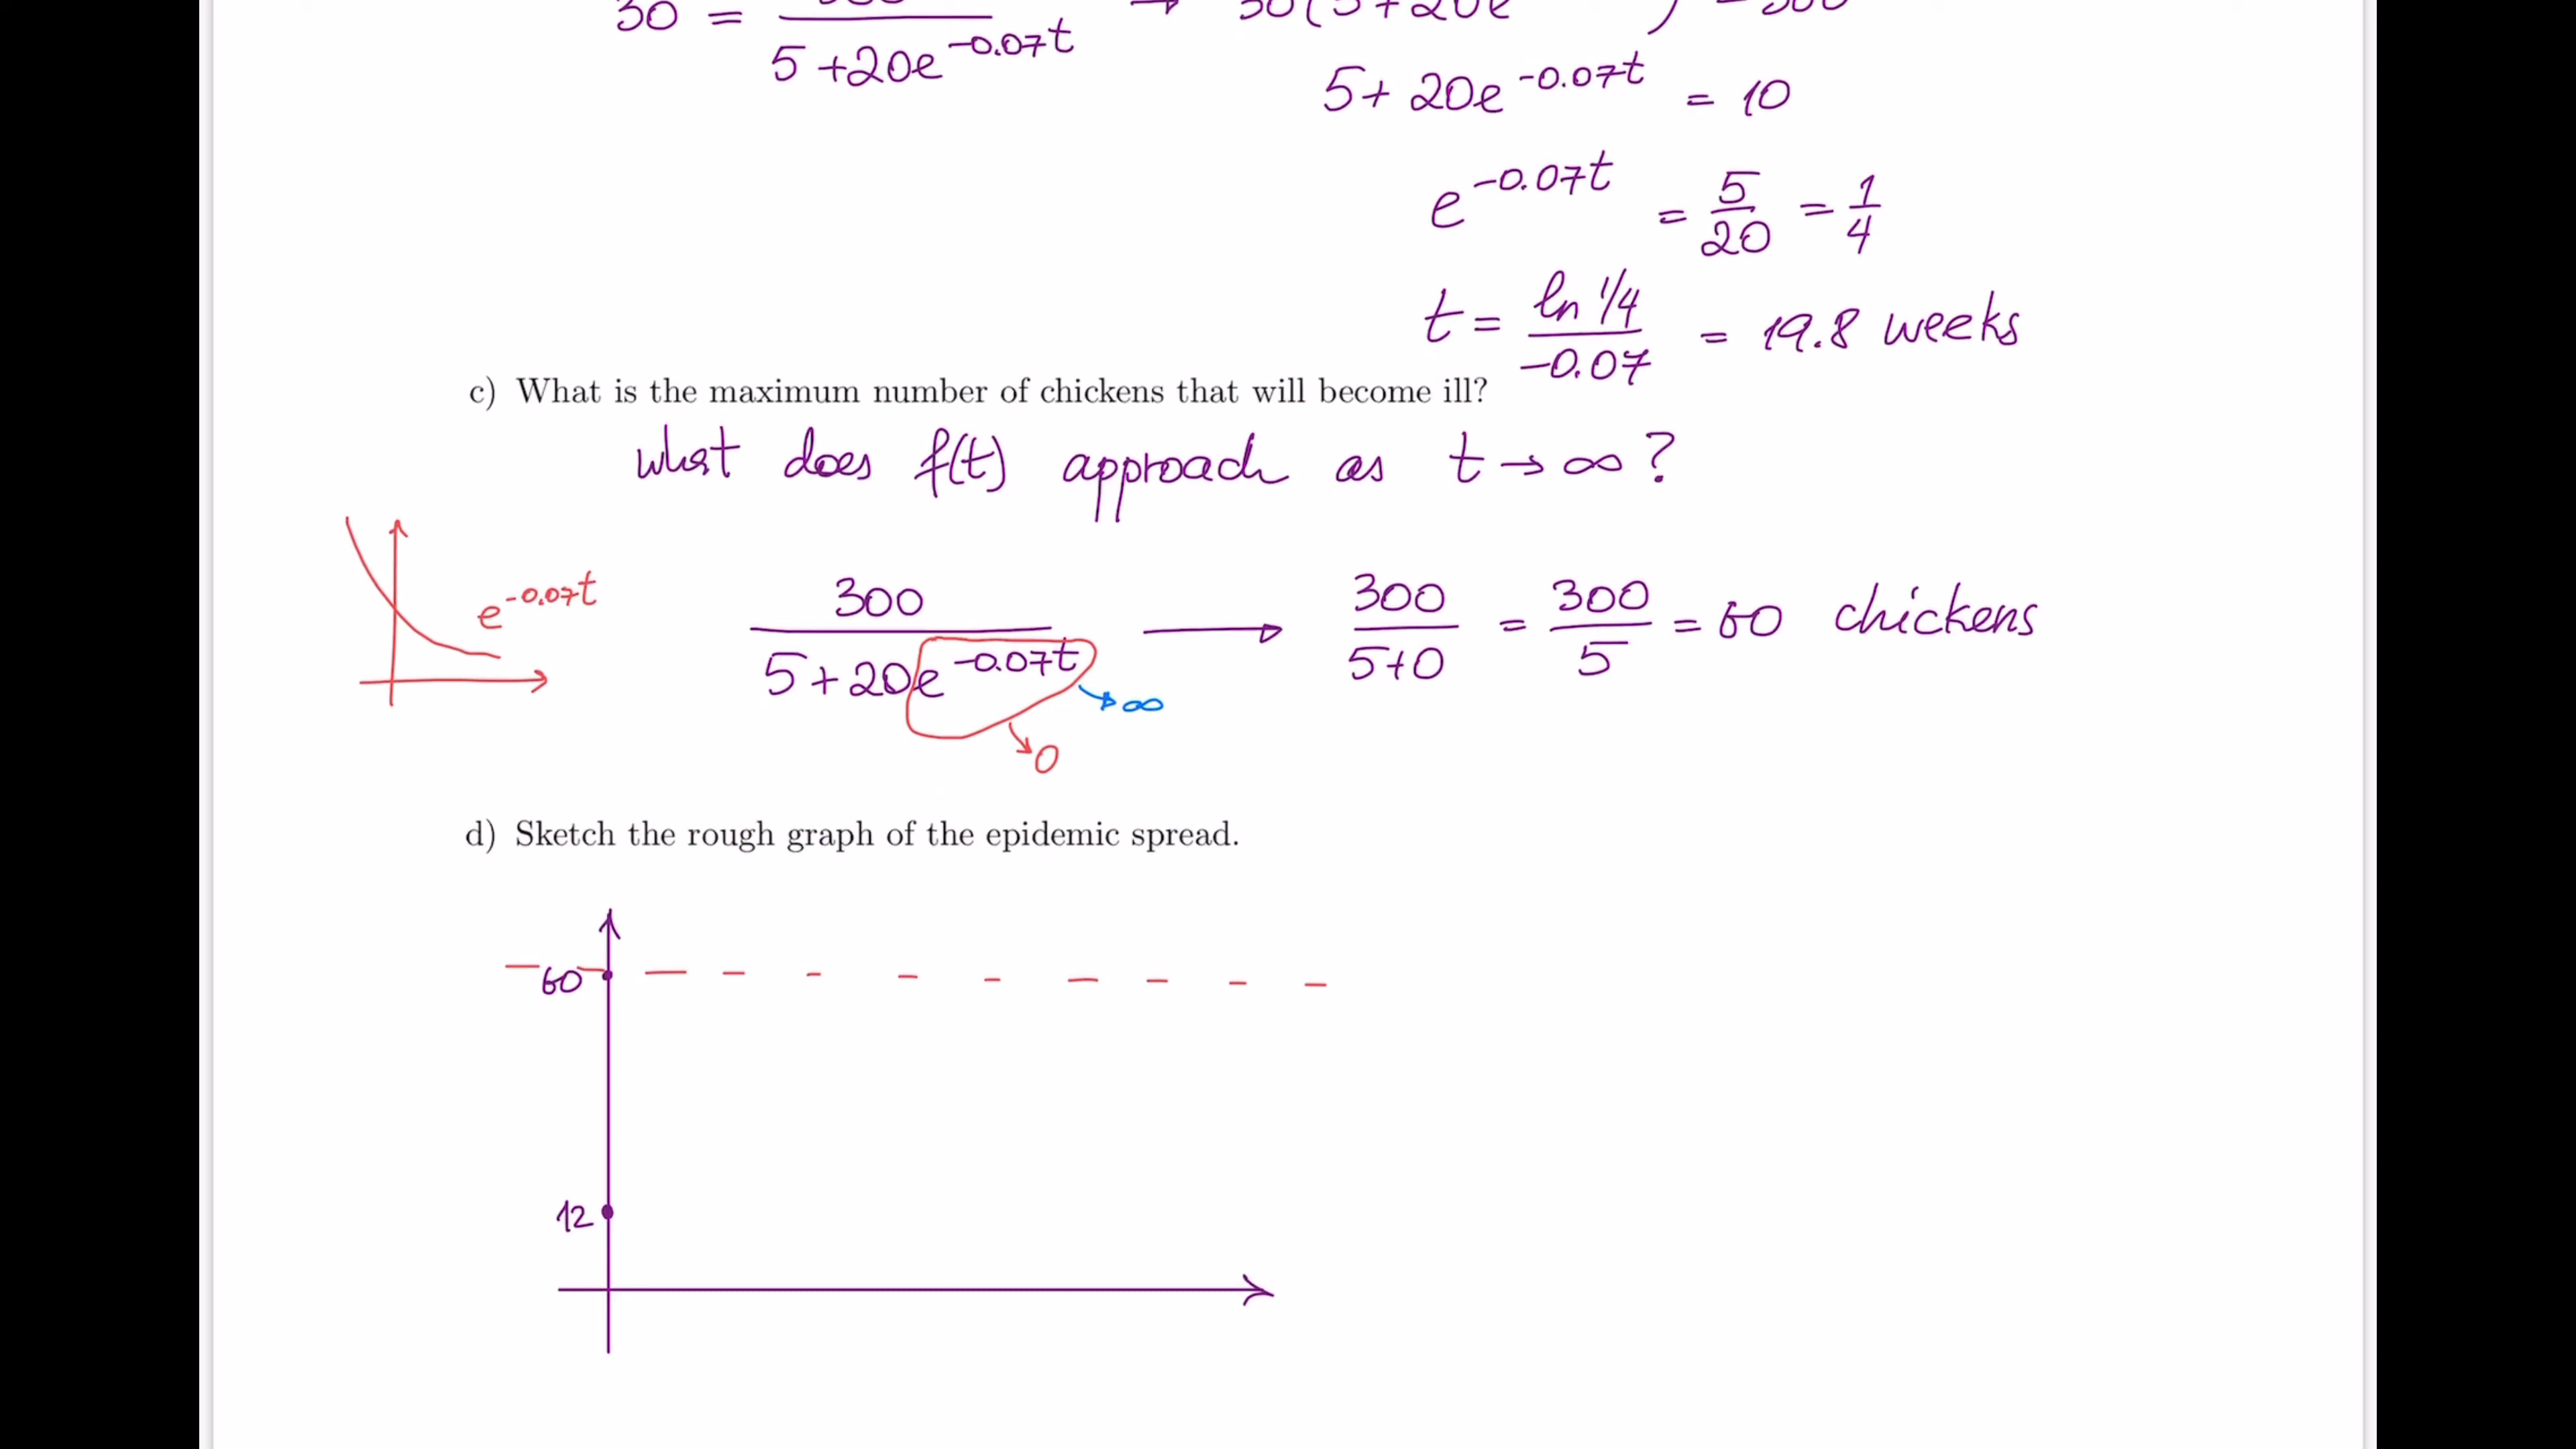 30 = 300 / 5+20e^-0.07t → 30(5+20e ) = 300
5+ 20e^-0.07t = 10
e^-0.07t = 5/20 = 1/4
t = ln 1/4 / -0.07 = 19.8 weeks
c) What is the maximum number of chickens that will become ill?
what does f(t) approach as t → ∞ ?
e^-0.07t
300 / 5+20e^-0.07t → 300 / 5+0 = 300 / 5 = 60 chickens
→ ∞
→ 0
d) Sketch the rough graph of the epidemic spread.
60
12